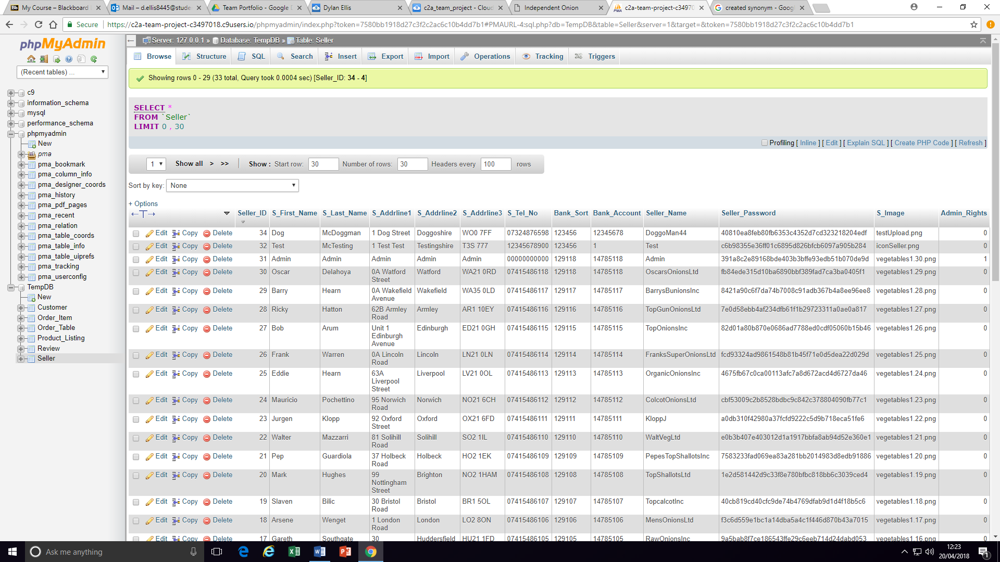 My Course – Blackboard
Mail – d.ellis8445@stude
Team Portfolio - Google D
Dylan Ellis
c2a_team_project - Cloud
Independent Onion
c2a-team-project-c34970
created synonym - Goog
Secure
https://c2a-team-project-c3497018.c9users.io/phpmyadmin/index.php?token=7580bb1918d27c3f2c2ac6c10b4dd7b1#PMAURL-4:sql.php?db=TempDB&table=Seller&server=1&target=&token=7580bb1918d27c3f2c2ac6c10b4dd7b1
phpMyAdmin
(Recent tables) ...
c9
information_schema
mysql
performance_schema
phpmyadmin
New
pma
pma_bookmark
pma_column_info
pma_designer_coords
pma_history
pma_pdf_pages
pma_recent
pma_relation
pma_table_coords
pma_table_info
pma_table_uiprefs
pma_tracking
pma_userconfig
TempDB
New
Customer
Order_Item
Order_Table
Product_Listing
Review
Seller
Server: 127.0.0.1 » Database: TempDB » Table: Seller
Browse Structure SQL Search Insert Export Import Operations Tracking Triggers
Showing rows 0 - 29 (33 total, Query took 0.0004 sec) [Seller_ID: 34 - 4]
SELECT *
FROM `Seller`
LIMIT 0 , 30
Profiling [ Inline ] [ Edit ] [ Explain SQL ] [ Create PHP Code ] [ Refresh ]
1 Show all > >> Show : Start row: 30 Number of rows: 30 Headers every 100 rows
Sort by key: None
+ Options
Seller_ID S_First_Name S_Last_Name S_Addrline1 S_Addrline2 S_Addrline3 S_Tel_No Bank_Sort Bank_Account Seller_Name Seller_Password S_Image Admin_Rights
Edit Copy Delete 34 Dog McDoggman 1 Dog Street Doggoshire WO0 7FF 07324876598 123456 12345678 DoggoMan44 40810ea8feb80fb6353c4352d7cd323218204edf testUpload.png 0
Edit Copy Delete 32 Test McTesting 1 Test Test Testingshire T3S 777 12345678900 123456 1 Test c6b98355e36ff01c6895d826bfcb6097a905b284 iconSeller.png 0
Edit Copy Delete 31 Admin Admin Admin Admin Admin 00000000000 129118 14785118 Admin 391a8c2e89168bde403b3bffe93edb51b070de9d vegetables1.30.png 1
Edit Copy Delete 30 Oscar Delahoya 0A Watford Street Watford WA21 0RD 07415486118 129118 14785118 OscarsOnionsLtd fb84ede315d10ba6890bbf389fad7ca3ba0405f1 vegetables1.29.png 0
Edit Copy Delete 29 Barry Hearn 0A Wakefield Avenue Wakefield WA35 0LD 07415486117 129117 14785117 BarrysBunionsInc 8421a90c6f7da74b7008c91adb367b4a8ee96ee8 vegetables1.28.png 0
Edit Copy Delete 28 Ricky Hatton 62B Armley Road Armley AR1 10EY 07415486116 129116 14785116 TopGunOnionsLtd 7e0d58ebb4af234dfb61f1b29723311a0ae0a817 vegetables1.27.png 0
Edit Copy Delete 27 Bob Arum Unit 1 Edinburgh Avenue Edinburgh ED21 0GH 07415486115 129115 14785115 TopOnionsInc 82d01a80b870e0686ad7788ed0cdf05060b15b46 vegetables1.26.png 0
Edit Copy Delete 26 Frank Warren 0A Lincoln Road Lincoln LN21 0LN 07415486114 129114 14785114 FranksSuperOnionsLtd fcd93324ad9861548b81b45f71e0d5dea22d029d vegetables1.25.png 0
Edit Copy Delete 25 Eddie Hearn 63A Liverpool Street Liverpool LV21 0OL 07415486113 129113 14785113 OrganicOnionsInc 4675fb67c0ca00113afc7a8d672acd4d6727da46 vegetables1.24.png 0
Edit Copy Delete 24 Mauricio Pochettino 95 Norwich Road Norwich NO21 6CH 07415486112 129112 14785112 ColcotOnionsLtd cbf53009c2b8528bdbc9c842c378804090fb77c1 vegetables1.23.png 0
Edit Copy Delete 23 Jurgen Klopp 92 Oxford Street Oxford OX21 6FD 07415486111 129111 14785111 KloppJ a0db310f42980a37fcfd9222c5d9b718eca51fe6 vegetables1.22.png 0
Edit Copy Delete 22 Walter Mazzarri 81 Solihill Road Solihill SO2 1IL 07415486110 129110 14785110 WaltVegLtd e0b3b407e403012d1a1917bbfa8ab94d52e360e1 vegetables1.21.png 0
Edit Copy Delete 21 Pep Guardiola 37 Holbeck Road Holbeck HO2 1EK 07415486109 129109 14785109 PepesTopShallotsInc 7583233fad069ea83a281bb2014983d8edb91886 vegetables1.20.png 0
Edit Copy Delete 20 Mark Hughes 99 Nottingham Street Brighton NO2 1HAM 07415486108 129108 14785108 TopShallotsLtd 1e2d581442d9c33f8e780bfbc818bb6c3039ced4 vegetables1.19.png 0
Edit Copy Delete 19 Slaven Bilic 30 Bristol Road Bristol BR1 5OL 07415486107 129107 14785107 TopcalcotInc 40cb819cd40cfc9de74b4769dfab9d1d4f18b5c6 vegetables1.18.png 0
Edit Copy Delete 18 Arsene Wenget 1 London Road London LO2 8ON 07415486106 129106 14785106 MensOnionsLtd f3c6d559e1bc1a14dba5a4c1f446d870b43a7015 vegetables1.17.png 0
Edit Copy Delete 17 Gareth Southgate 30 Huddersfield HU21 1FD 07415486105 129105 14785105 RawOnionsInc 9a5bab8f7ce186543ffe29c6eeb714d24dabd053 vegetables1.16.png 0
Ask me anything
12:23
20/04/2018
1